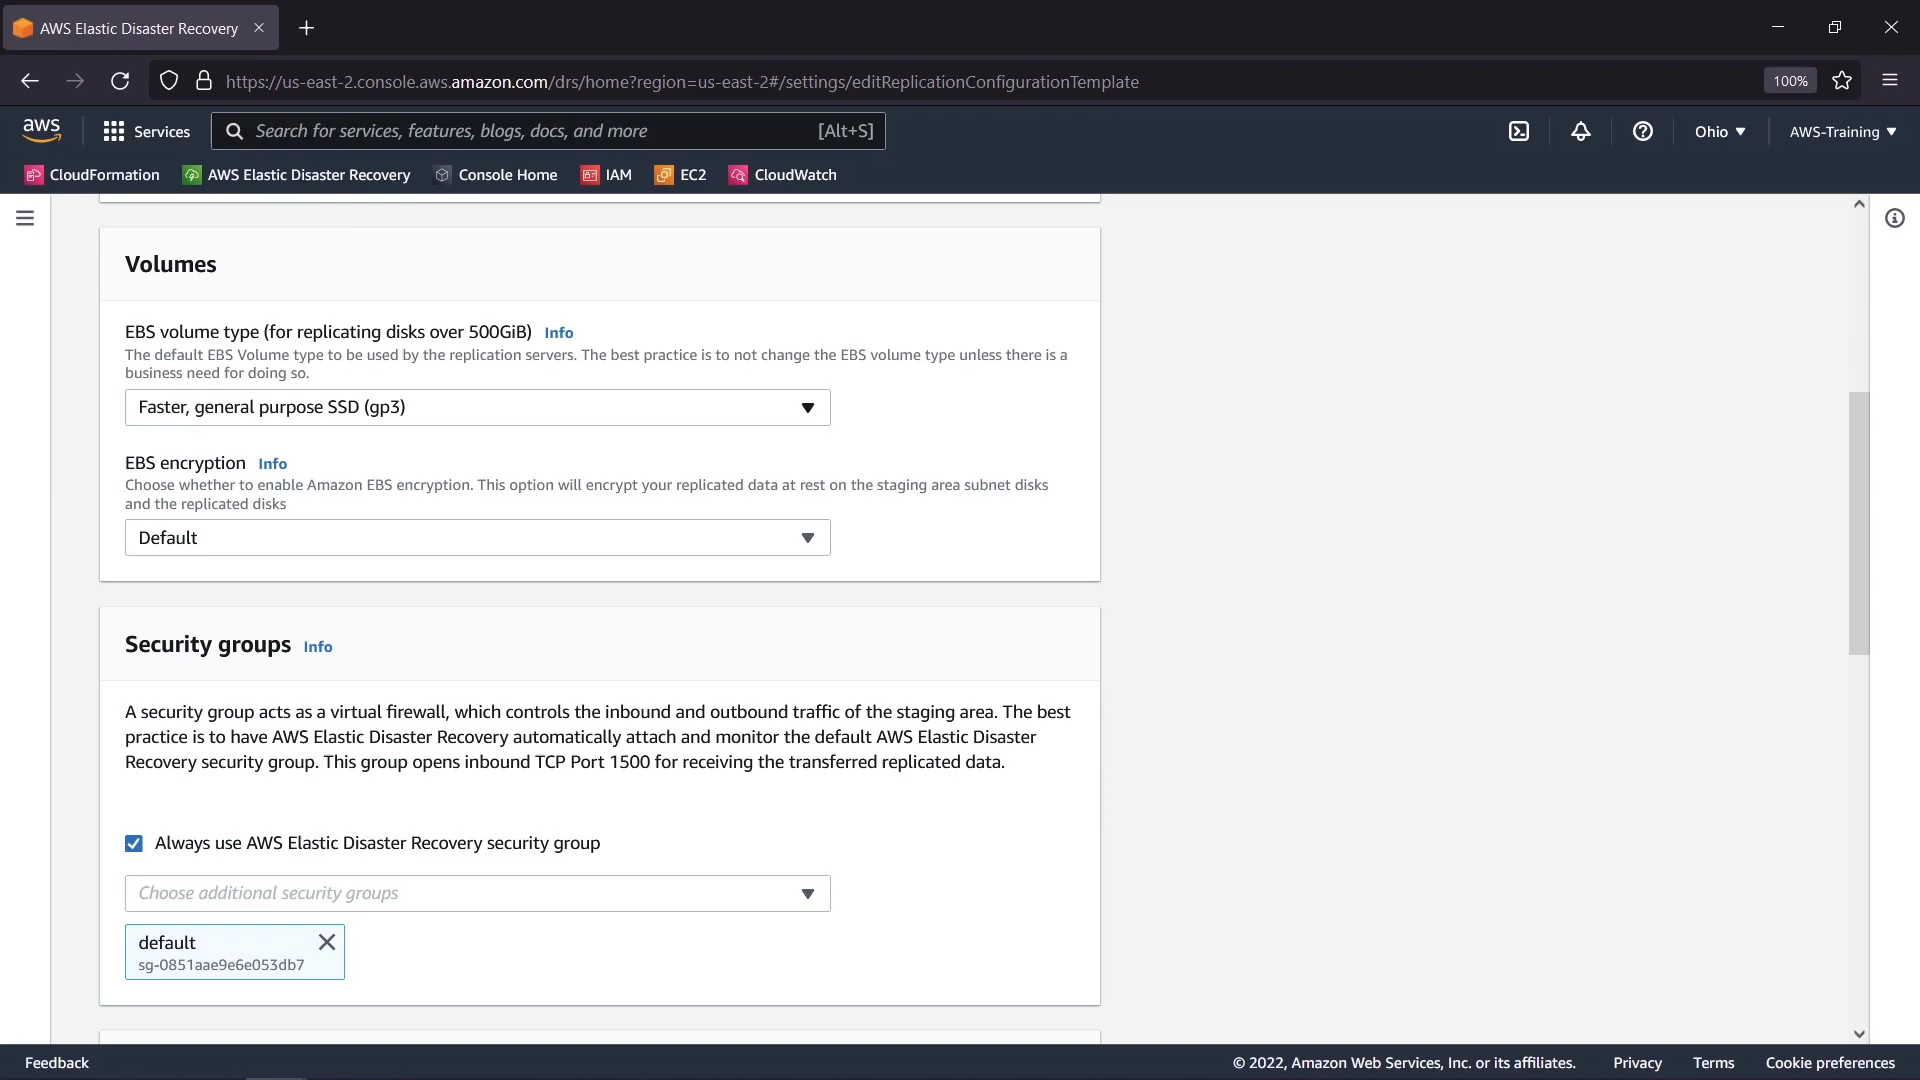 AWS Elastic Disaster Recovery
https://us-east-2.console.aws.amazon.com/drs/home?region=us-east-2#/settings/editReplicationConfigurationTemplate
100%
aws
Services
Search for services, features, blogs, docs, and more
[Alt+S]
Ohio
AWS-Training
CloudFormation
AWS Elastic Disaster Recovery
Console Home
IAM
EC2
CloudWatch
Volumes
EBS volume type (for replicating disks over 500GiB) Info
The default EBS Volume type to be used by the replication servers. The best practice is to not change the EBS volume type unless there is a
business need for doing so.
Faster, general purpose SSD (gp3)
EBS encryption Info
Choose whether to enable Amazon EBS encryption. This option will encrypt your replicated data at rest on the staging area subnet disks
and the replicated disks
Default
Security groups Info
A security group acts as a virtual firewall, which controls the inbound and outbound traffic of the staging area. The best
practice is to have AWS Elastic Disaster Recovery automatically attach and monitor the default AWS Elastic Disaster
Recovery security group. This group opens inbound TCP Port 1500 for receiving the transferred replicated data.
Always use AWS Elastic Disaster Recovery security group
Choose additional security groups
default
sg-0851aae9e6e053db7
Feedback
© 2022, Amazon Web Services, Inc. or its affiliates.
Privacy
Terms
Cookie preferences